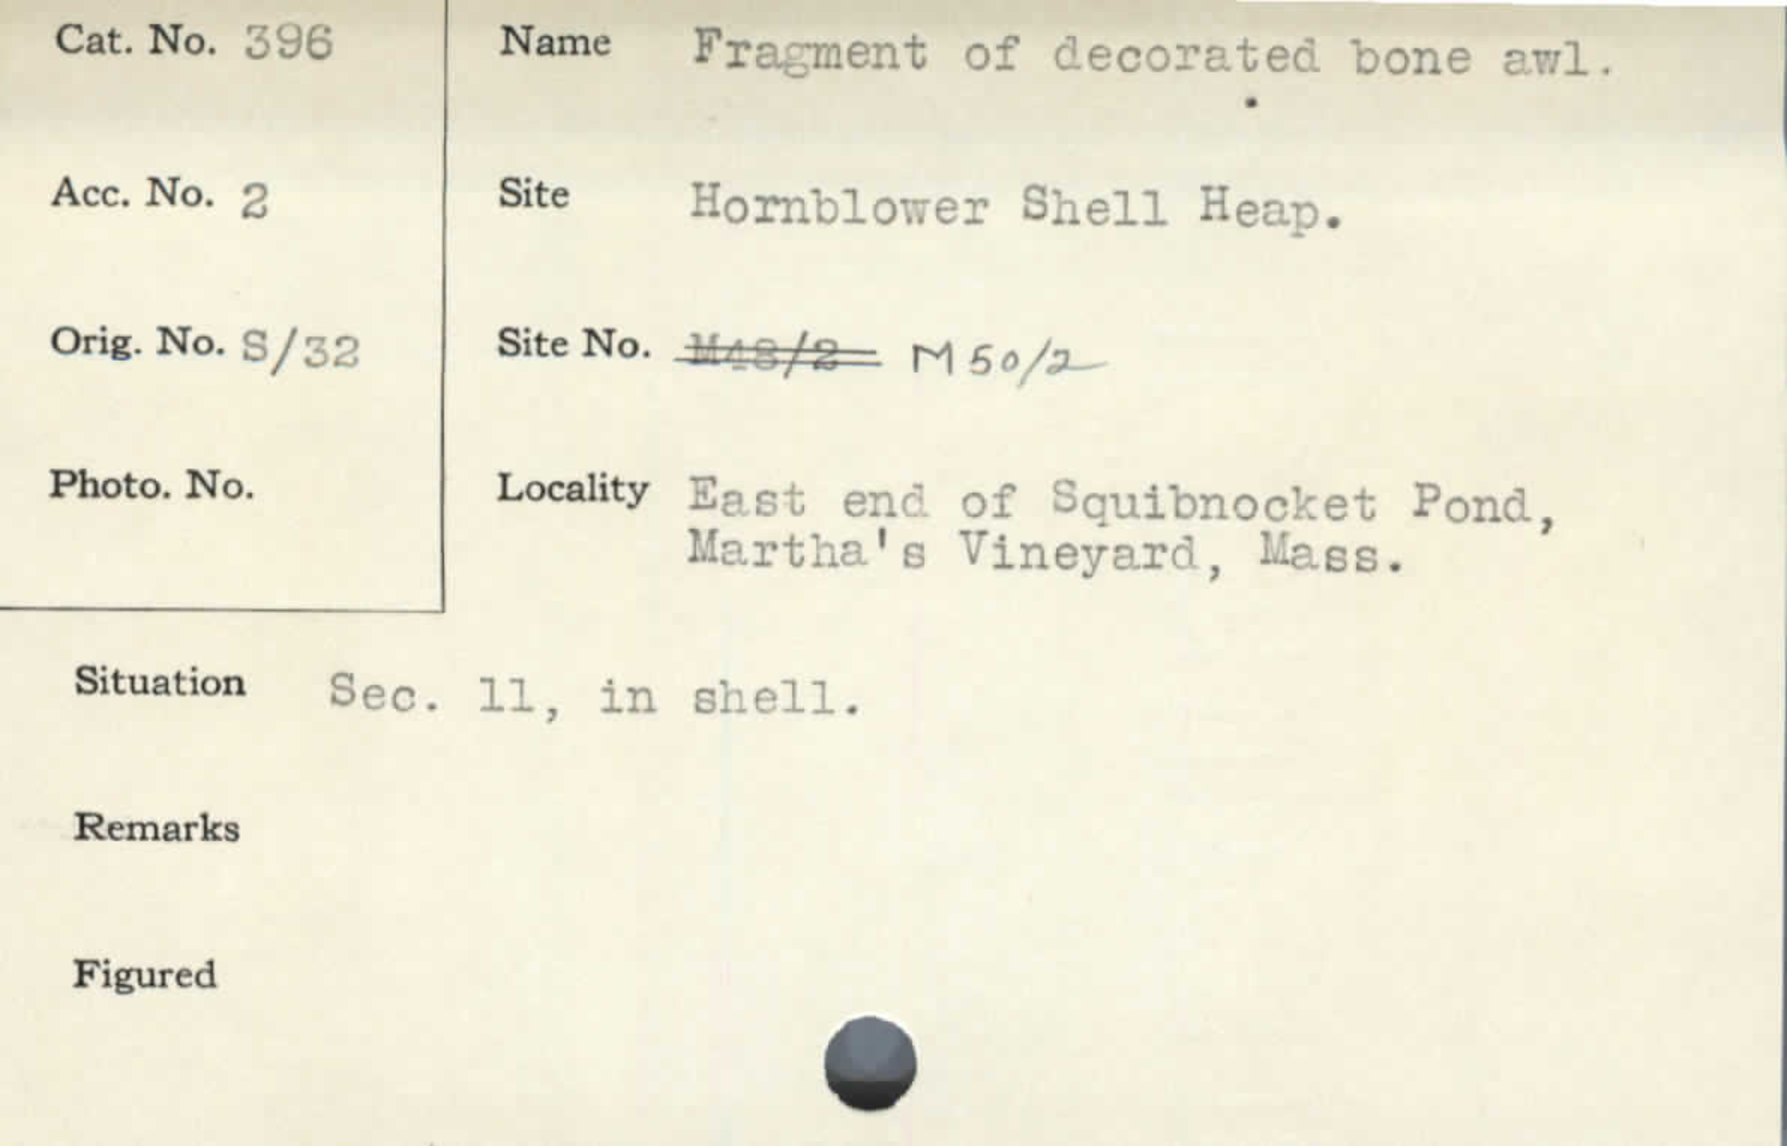 Cat. No. 396
Name Fragment of decorated bone awl.
Acc. No. 2
Site Hornblower Shell Heap.
Orig. No. S/32
Site No. M48/2 M50/2
Photo. No.
Locality East end of Squibnocket Pond,
Martha's Vineyard, Mass.
Situation Sec. 11, in shell.
Remarks
Figured